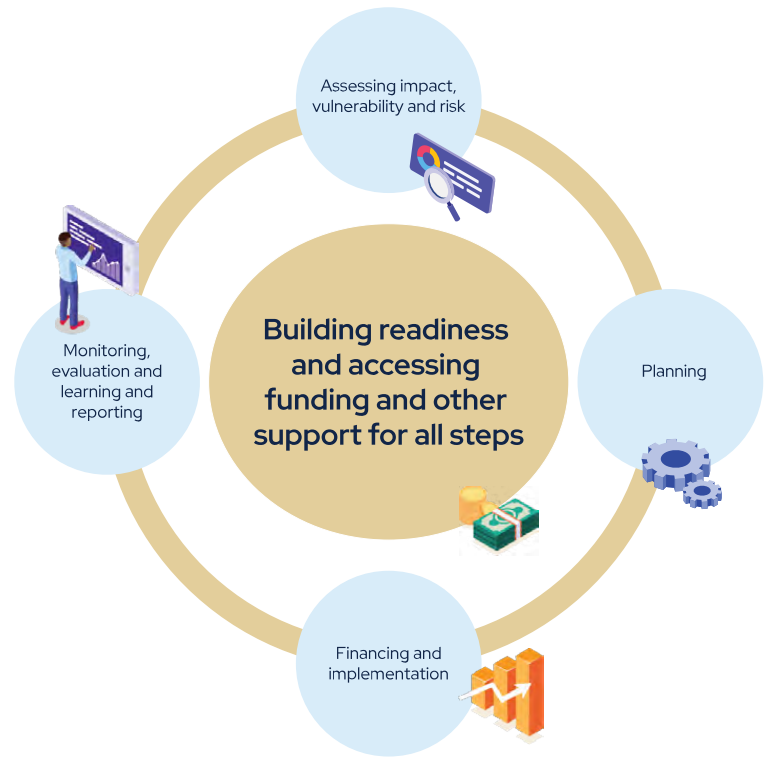 Assessing impact,
vulnerability and risk
Planning
Financing and
implementation
Monitoring,
evaluation and
learning and
reporting
Building readiness
and accessing
funding and other
support for all steps